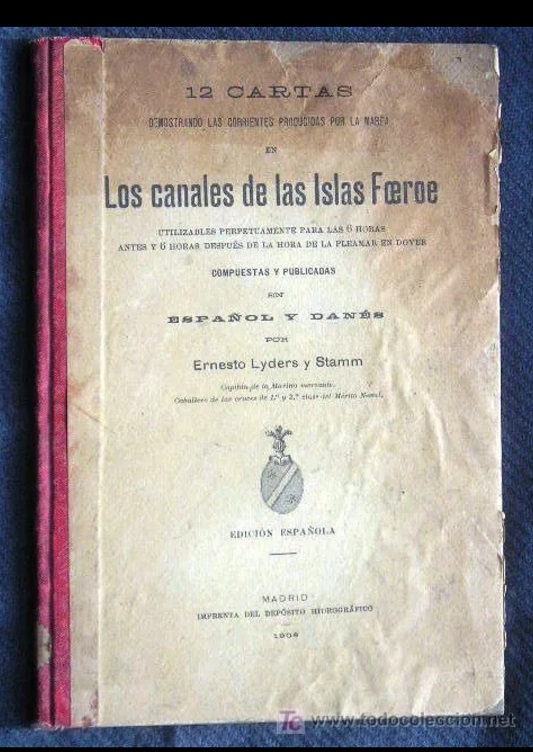 12 CARTAS
DEMOSTRANDO LAS CORRIENTES PRODUCIDAS POR LA MAREA
EN
Los canales de las Islas Fœroe
UTILIZABLES PERPETUAMENTE PARA LAS 6 HORAS
ANTES Y 6 HORAS DESPUÉS DE LA HORA DE LA PLEAMAR EN DOVER
COMPUESTAS Y PUBLICADAS
EN
ESPAÑOL Y DANÉS
POR
Ernesto Lyders y Stamm
Capitán de la Marina mercante,
Caballero de las cruces de 1.ª y 2.ª clase del Mérito Naval.
EDICIÓN ESPAÑOLA
MADRID
IMPRENTA DEL DEPÓSITO HIDROGRÁFICO
TC www.todocoleccion.net